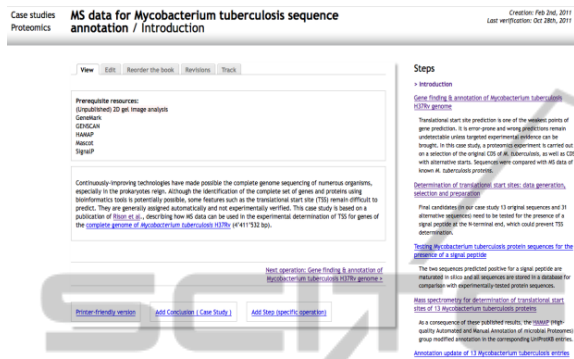 Case studies
Proteomics
MS data for Mycobacterium tuberculosis sequence
annotation / Introduction
Creation: Feb 2nd, 2011
Last verification: Oct 28th, 2011
View Edit Reorder the book Revisions Track
Prerequisite resources:
(Unpublished) 2D gel image analysis
GeneMark
GENSCAN
HAMAP
Mascot
SignalP
Continuously-improving technologies have made possible the complete genome sequencing of numerous organisms,
especially in the prokaryotes reign. Although the identification of the complete set of genes and proteins using
bioinformatics tools is potentially possible, some features such as the translational start site (TSS) remain difficult to
predict. They are generally assigned automatically and not experimentally verified. This case study is based on a
publication of Rison et al., describing how MS data can be used in the experimental determination of TSS for genes of
the complete genome of Mycobacterium tuberculosis H37Rv (4'411'532 bp).
Next operation: Gene finding & annotation of
Mycobacterium tuberculosis H37Rv genome >
Printer-friendly version Add Conclusion ( Case Study ) Add Step (specific operation)
Steps
> Introduction
Gene finding & annotation of Mycobacterium tuberculosis
H37Rv genome
Translational start site prediction is one of the weakest points of
gene prediction. It is error-prone and wrong predictions remain
undetectable unless targeted experimental evidence can be
brought. In this case study, a proteomics experiment is carried out
on a selection of the original CDS of M. tuberculosis, as well as CDS
with alternative starts. Sequences were compared with MS data of
known M. tuberculosis proteins.
Determination of translational start sites: data generation,
selection and preparation
Final candidates (in our case study 13 original sequences and 31
alternative sequences) need to be tested for the presence of a
signal peptide at the N-terminal end, which could prevent TSS
determination.
Testing Mycobacterium tuberculosis protein sequences for the
presence of a signal peptide
The two sequences predicted positive for a signal peptide are
maturated in silico and all sequences are stored in a database for
comparison with experimentally-tested protein sequences.
Mass spectrometry for determination of translational start
sites of 13 Mycobacterium tuberculosis proteins
As a consequence of these published results, the HAMAP (High-
quality Automated and Manual Annotation of microbial Proteomes)
group modified annotation in the corresponding UniProtKB entries.
Annotation update of 13 Mycobacterium tuberculosis entries